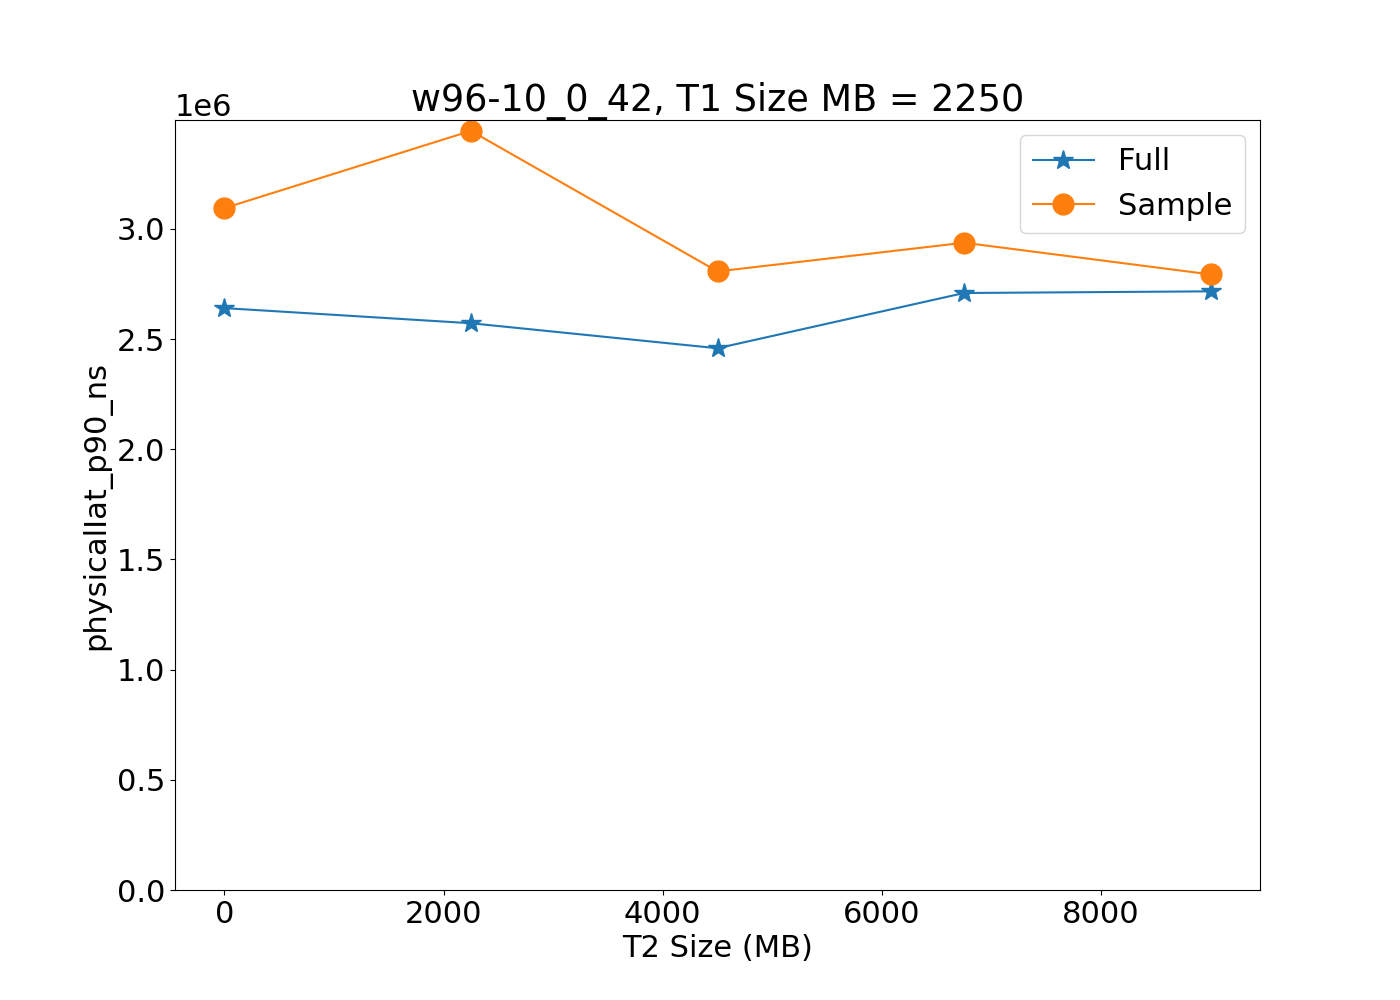 w96-10_0_42, T1 Size MB = 2250
1e6
Full
Sample
3.0
2.5
2.0
1.5
1.0
0.5
0.0
physicallat_p90_ns
0 2000 4000 6000 8000
T2 Size (MB)